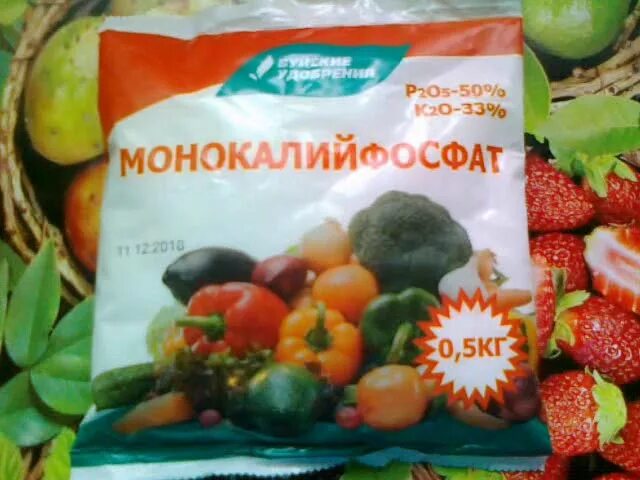 БУЙСКИЕ
УДОБРЕНИЯ
P2O5-50%
K2O-33%
МОНОКАЛИЙФОСФАТ
11 12.2018
0,5КГ